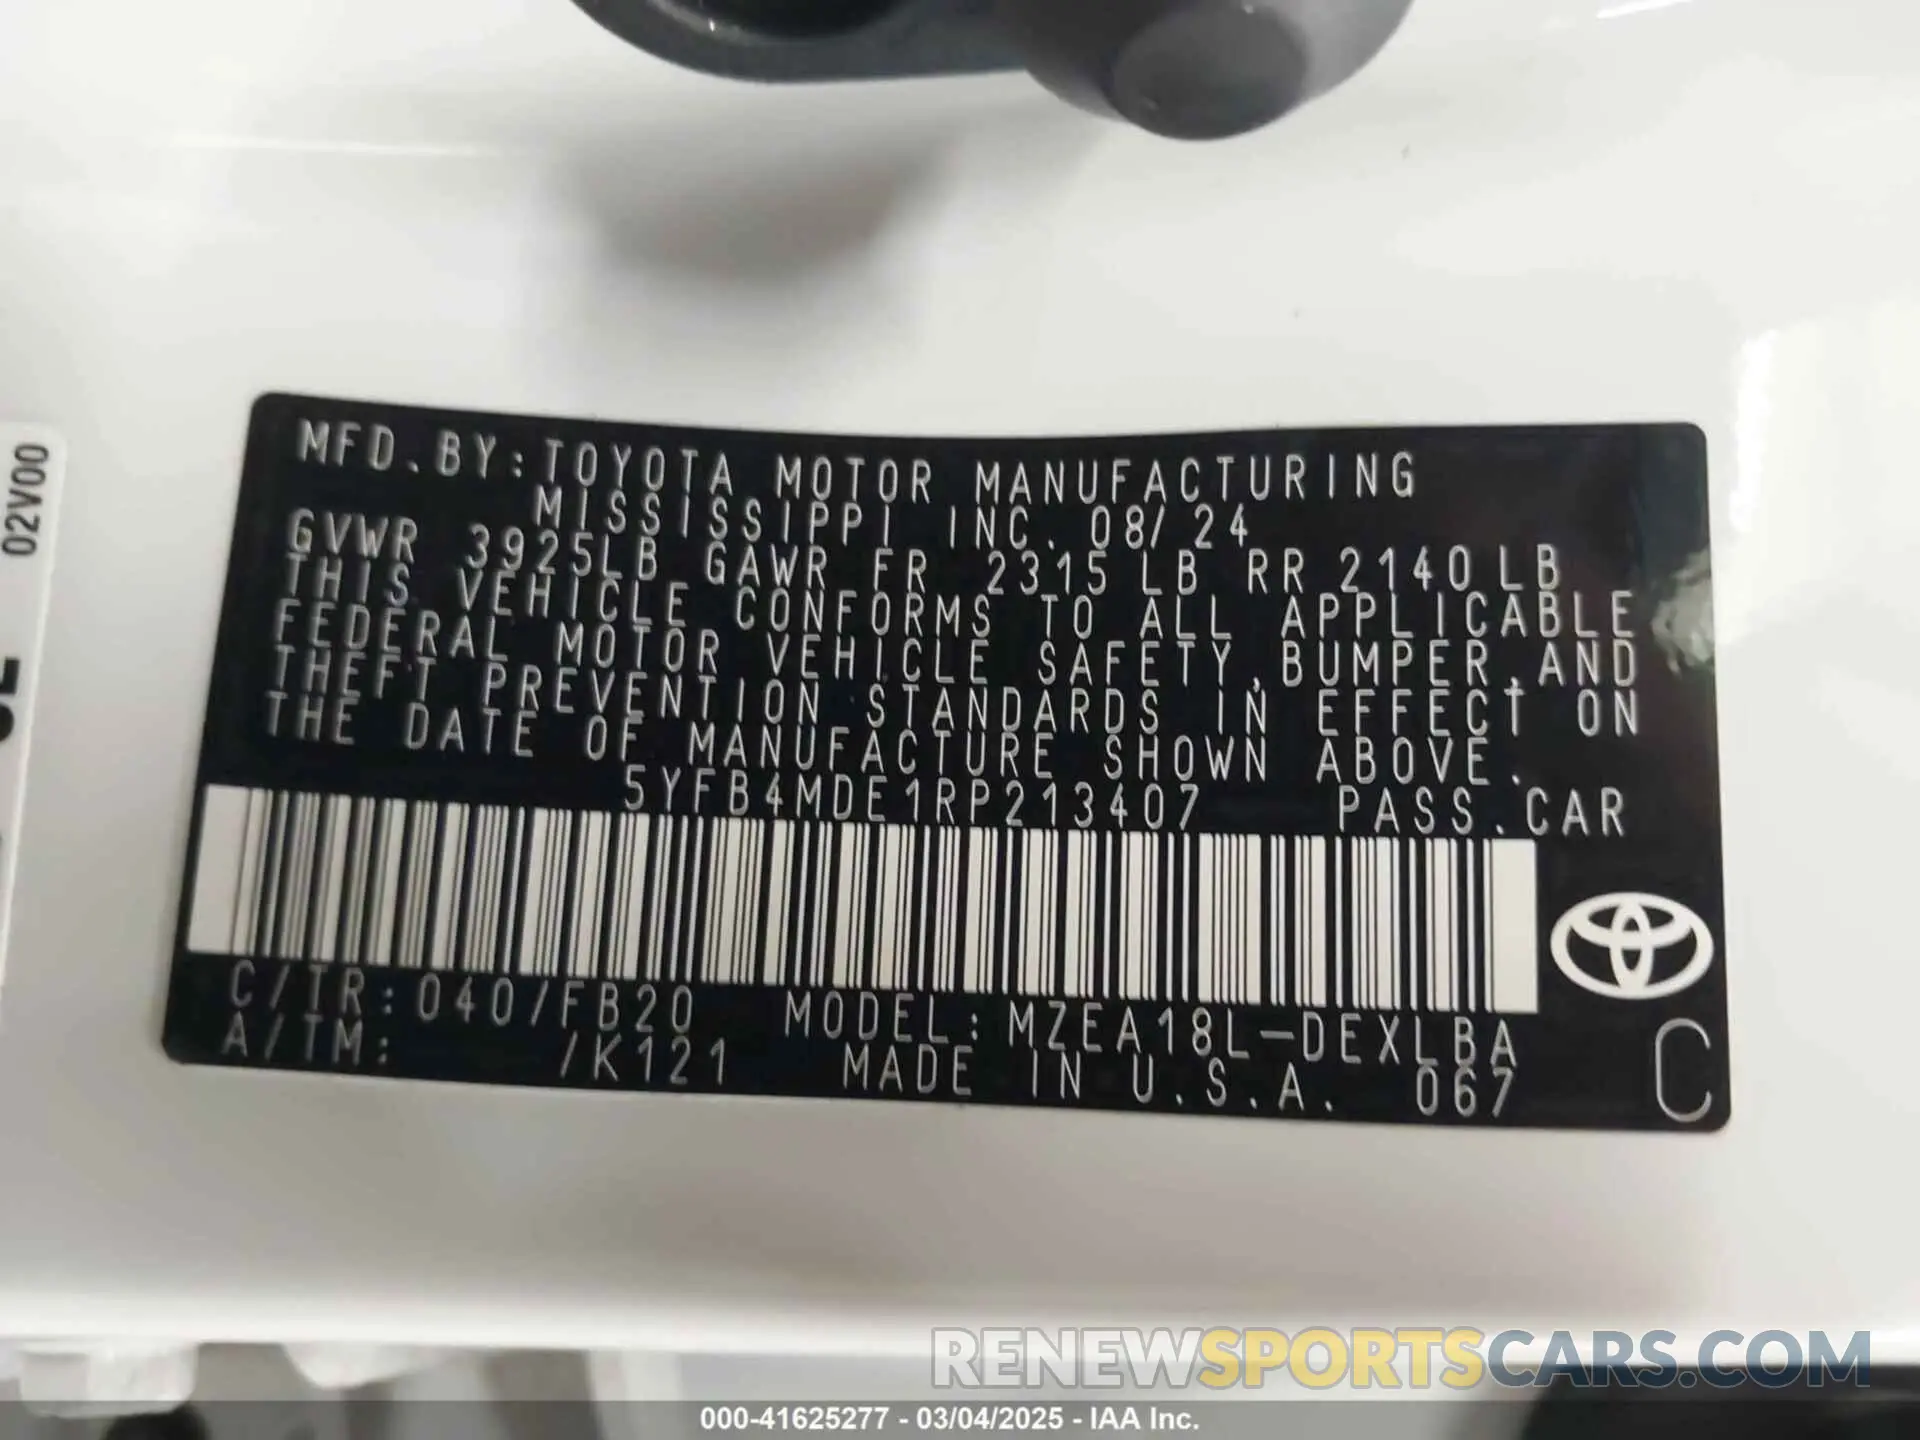 MFD.BY:TOYOTA MOTOR MANUFACTURING
MISSISSIPPI INC. 08/24
GVWR 3925LB GAWR FR 2315LB RR 2140LB
THIS VEHICLE CONFORMS TO ALL APPLICABLE
FEDERAL MOTOR VEHICLE SAFETY,BUMPER,AND
THEFT PREVENTION STANDARDS IN EFFECT ON
THE DATE OF MANUFACTURE SHOWN ABOVE.
5YFB4MDE1RP213407 PASS.CAR
C/TR:040/FB20 MODEL:MZEA18L-DEXLBA
A/TM: /K121 MADE IN U.S.A. 067
C
02V00
RENEWSPORTSCARS.COM
000-41625277 - 03/04/2025 - IAA Inc.